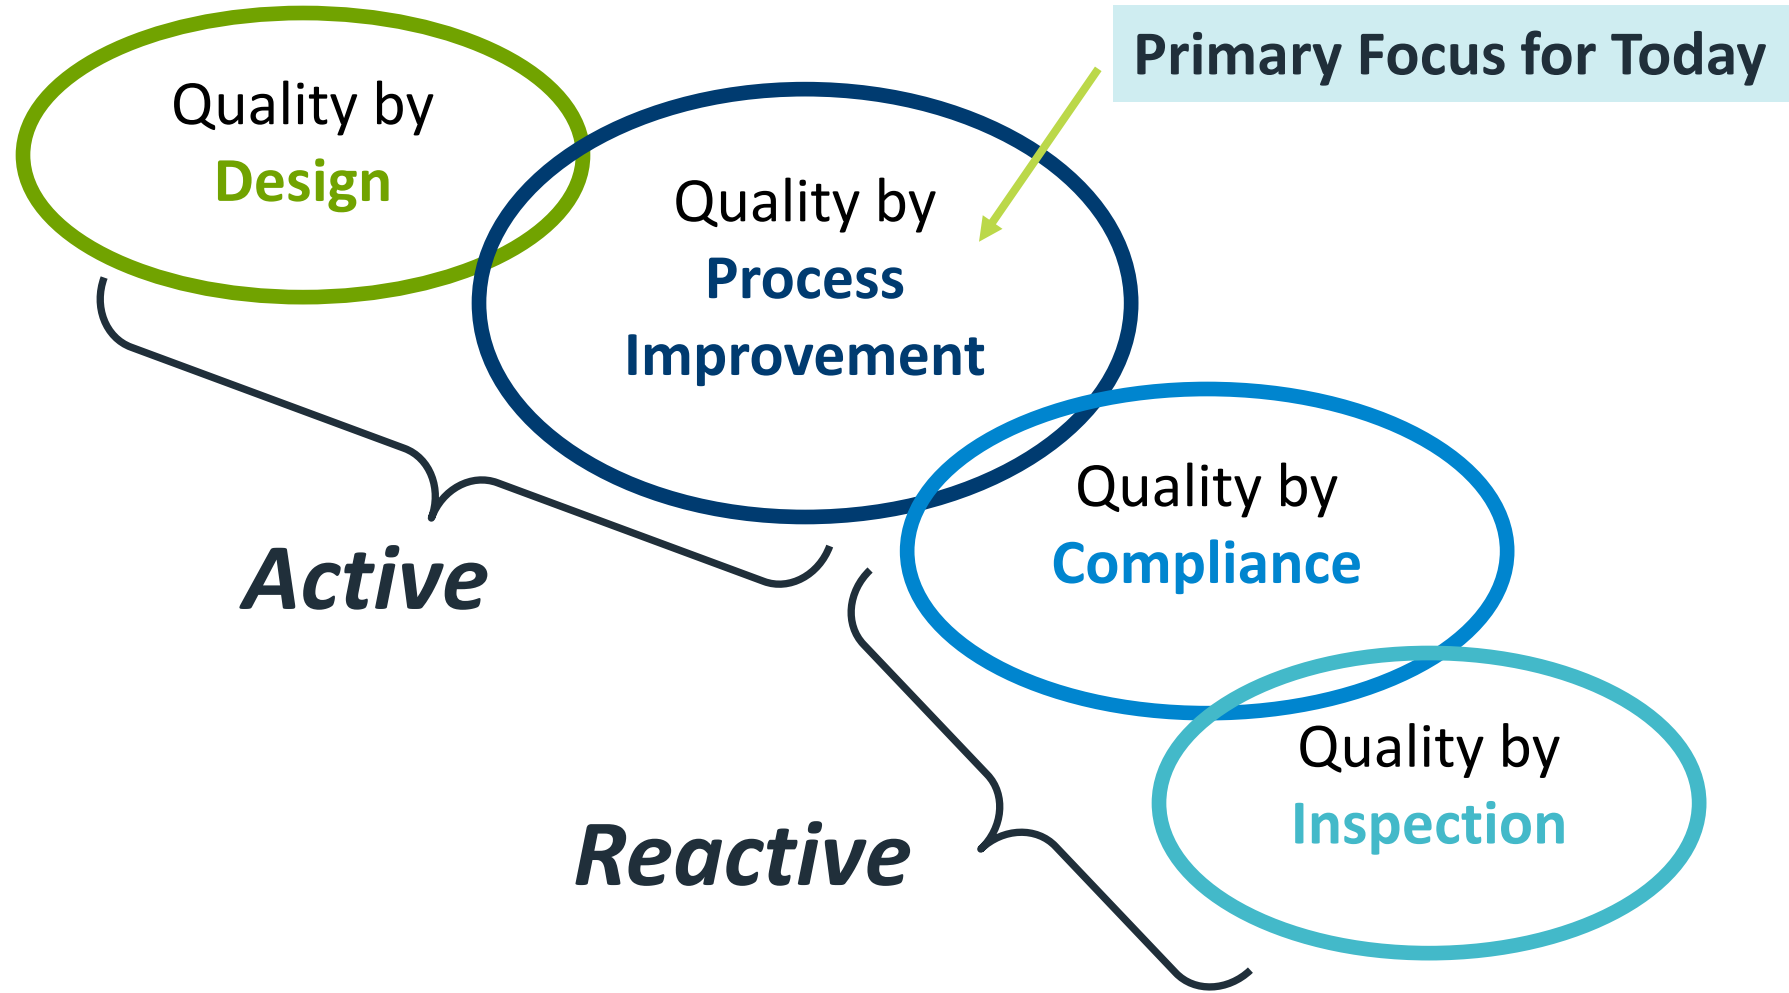 Primary Focus for Today
Quality by
Design
Quality by
Process
Improvement
Quality by
Compliance
Active
Quality by
Inspection
Reactive